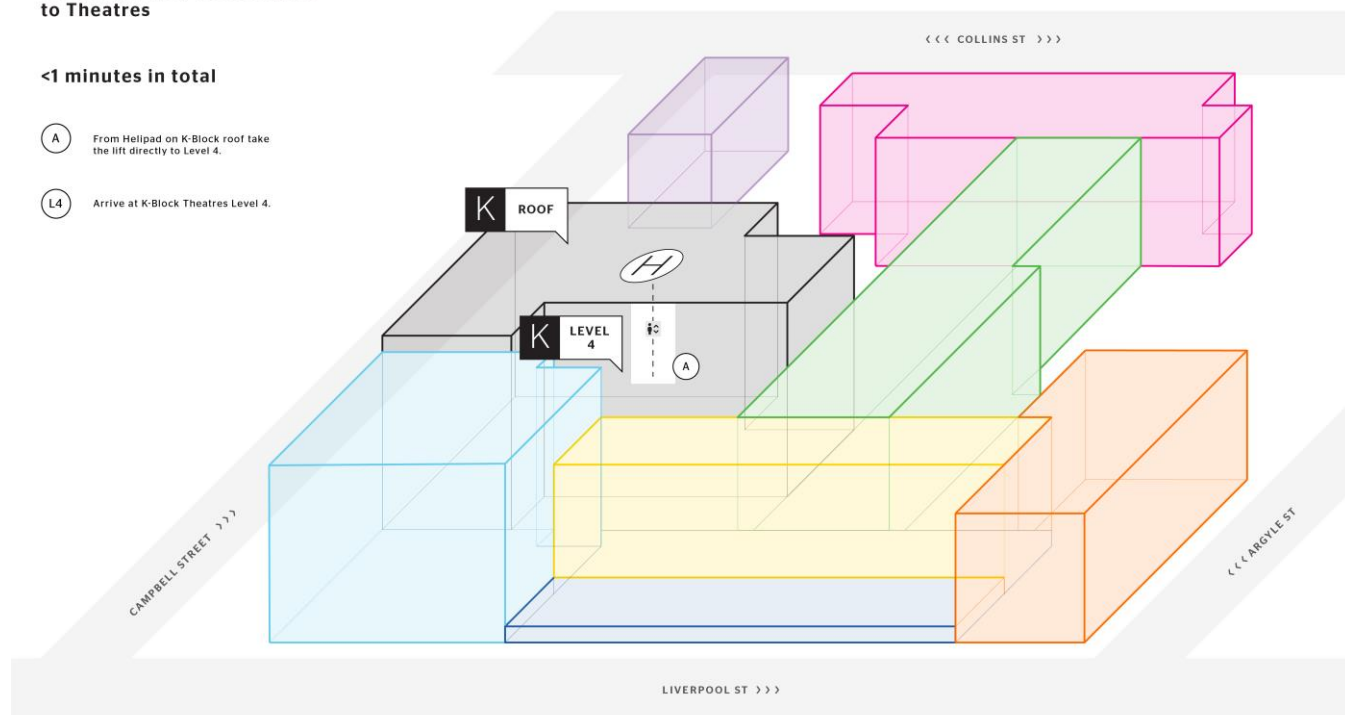 to Theatres
<1 minutes in total
A
From Helipad on K-Block roof take
the lift directly to Level 4.
L4
Arrive at K-Block Theatres Level 4.
‹‹‹ COLLINS ST ›››
K ROOF
H
K LEVEL
4
A
CAMPBELL STREET ›››
‹‹‹ ARGYLE ST
LIVERPOOL ST ›››